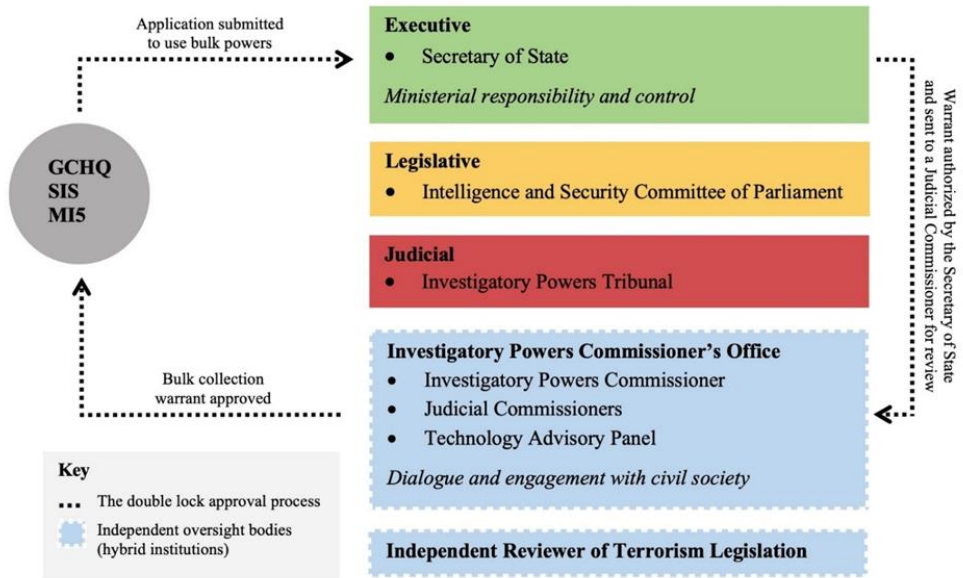 Application submitted
to use bulk powers
Executive
• Secretary of State
Ministerial responsibility and control
GCHQ
SIS
MI5
Legislative
• Intelligence and Security Committee of Parliament
Judicial
• Investigatory Powers Tribunal
Warrant authorized by the Secretary of State
and sent to a Judicial Commissioner for review
Investigatory Powers Commissioner's Office
• Investigatory Powers Commissioner
• Judicial Commissioners
• Technology Advisory Panel
Dialogue and engagement with civil society
Bulk collection
warrant approved
Key
The double lock approval process
Independent oversight bodies
(hybrid institutions)
Independent Reviewer of Terrorism Legislation